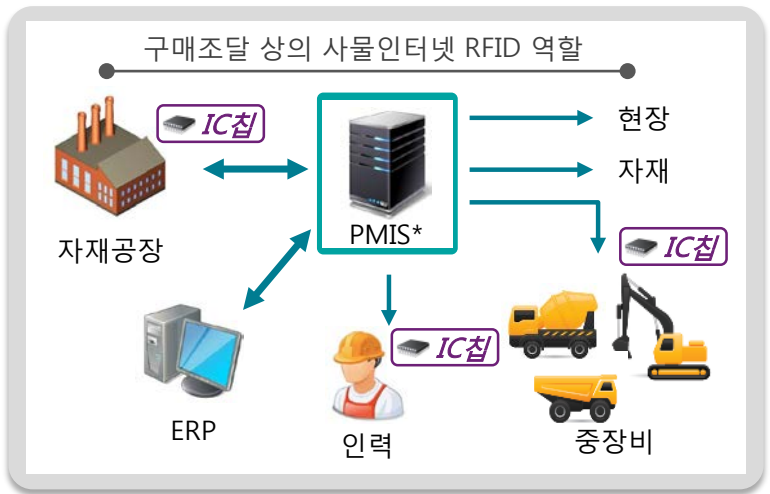 구매조달 상의 사물인터넷 RFID 역할
IC칩
현장
자재
PMIS*
자재공장
IC칩
IC칩
ERP
인력
중장비